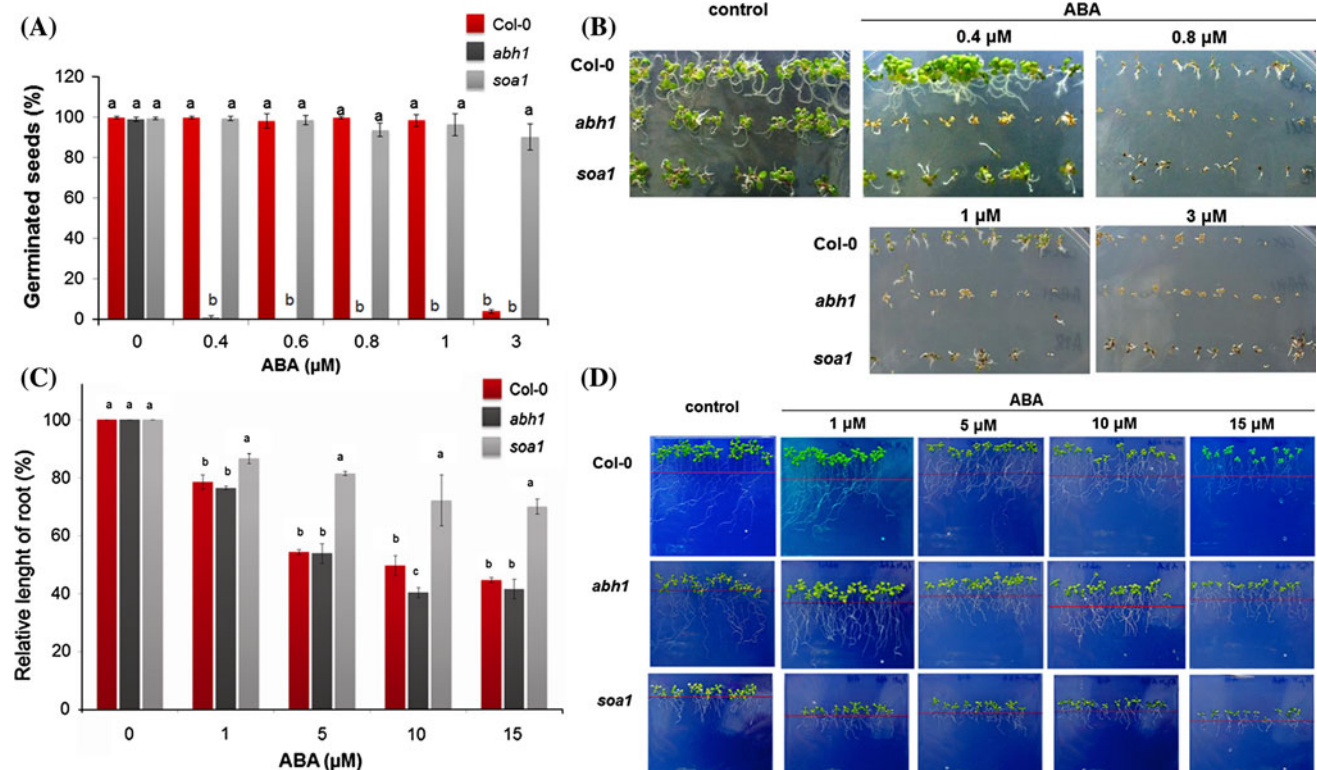 (A)
Col-0
abh1
soa1
Germinated seeds (%)
120
100
80
60
40
20
0
a a a
a a
a a
a a
a a
a
b
b
b
b
b b
0 0.4 0.6 0.8 1 3
ABA (µM)
(B)
control ABA
0.4 µM 0.8 µM
Col-0
abh1
soa1
1 µM 3 µM
Col-0
abh1
soa1
(C)
Col-0
abh1
soa1
Relative lenght of root (%)
100
80
60
40
20
0
a a a
b b a
b b a
b c a
b b a
0 1 5 10 15
ABA (µM)
(D)
control ABA
1 µM 5 µM 10 µM 15 µM
Col-0
abh1
soa1